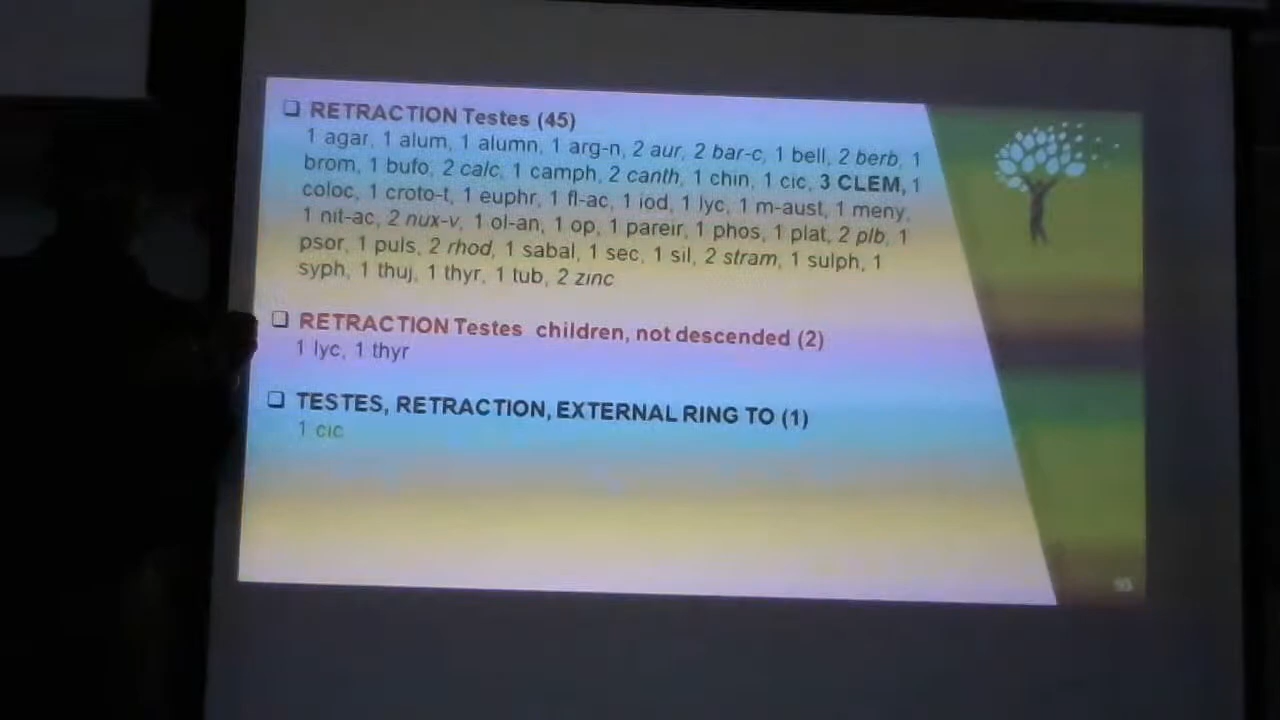 RETRACTION Testes (45)
1 agar, 1 alum, 1 alumn, 1 arg-n, 2 aur, 2 bar-c, 1 bell, 2 berb, 1
brom, 1 bufo, 2 calc, 1 camph, 2 canth, 1 chin, 1 cic, 3 CLEM, 1
coloc, 1 croto-t, 1 euphr, 1 fl-ac, 1 iod, 1 lyc, 1 m-aust, 1 meny,
1 nit-ac, 2 nux-v, 1 ol-an, 1 op, 1 pareir, 1 phos, 1 plat, 2 plb, 1
psor, 1 puls, 2 rhod, 1 sabal, 1 sec, 1 sil, 2 stram, 1 sulph, 1
syph, 1 thuj, 1 thyr, 1 tub, 2 zinc
RETRACTION Testes children, not descended (2)
1 lyc, 1 thyr
TESTES, RETRACTION, EXTERNAL RING TO (1)
1 cic